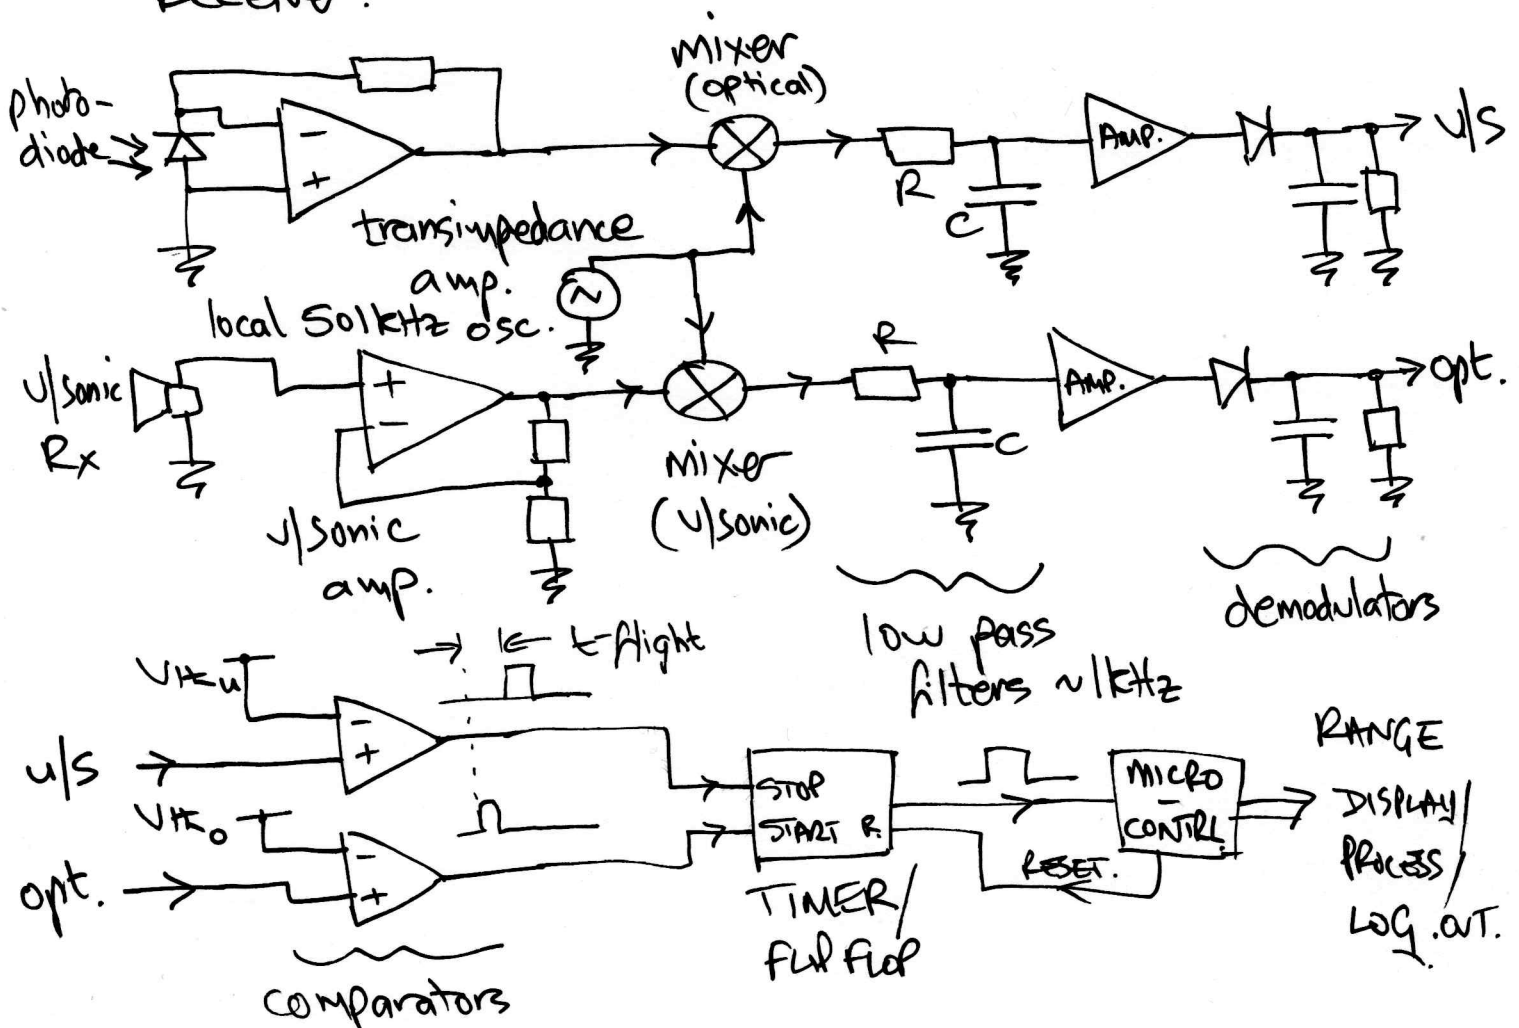 mixer
(optical)
photo-
diode
Amp.
u/s
R
C
transimpedance
amp.
local 501kHz osc.
R
u/sonic
Rx
+
-
AMP.
opt.
C
mixer
(u/sonic)
u/sonic
amp.
demodulators
low pass
filters ~1kHz
t-flight
u/s
opt.
STOP
START R.
MICRO
-
CONTRL
RESET.
RANGE
DISPLAY/
PROCESS/
LOG.OUT.
TIMER/
FLIP FLOP
comparators